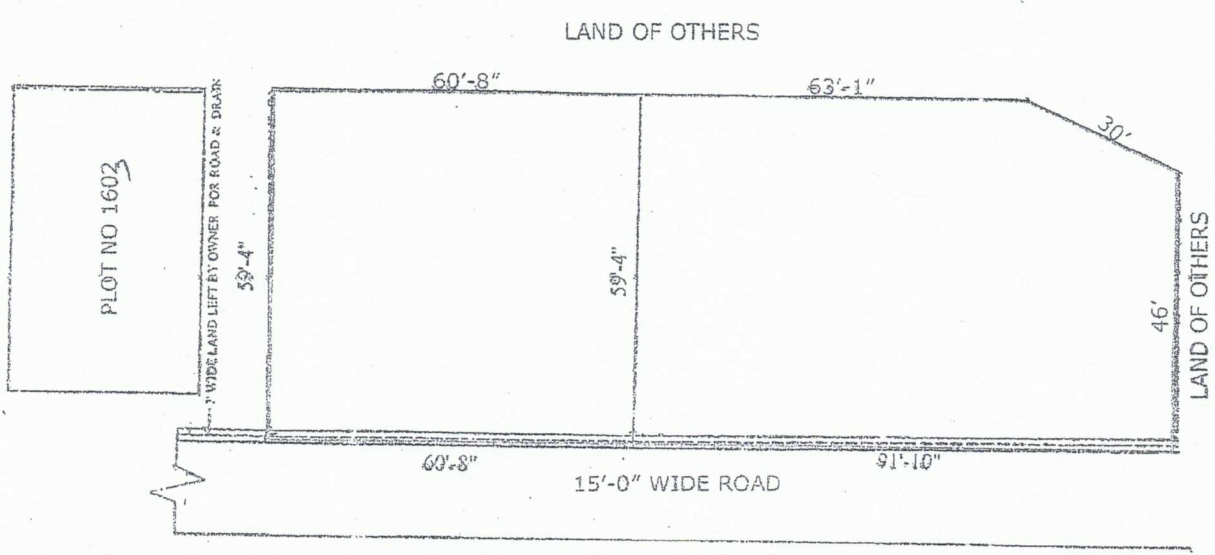 LAND OF OTHERS
60'-8"
63'-1"
30'
PLOT NO 1602
WIDE LAND LEFT BY OWNER FOR ROAD & DRAIN
59'-4"
59'-4"
46'
LAND OF OTHERS
60'-8"
91'-10"
15'-0" WIDE ROAD